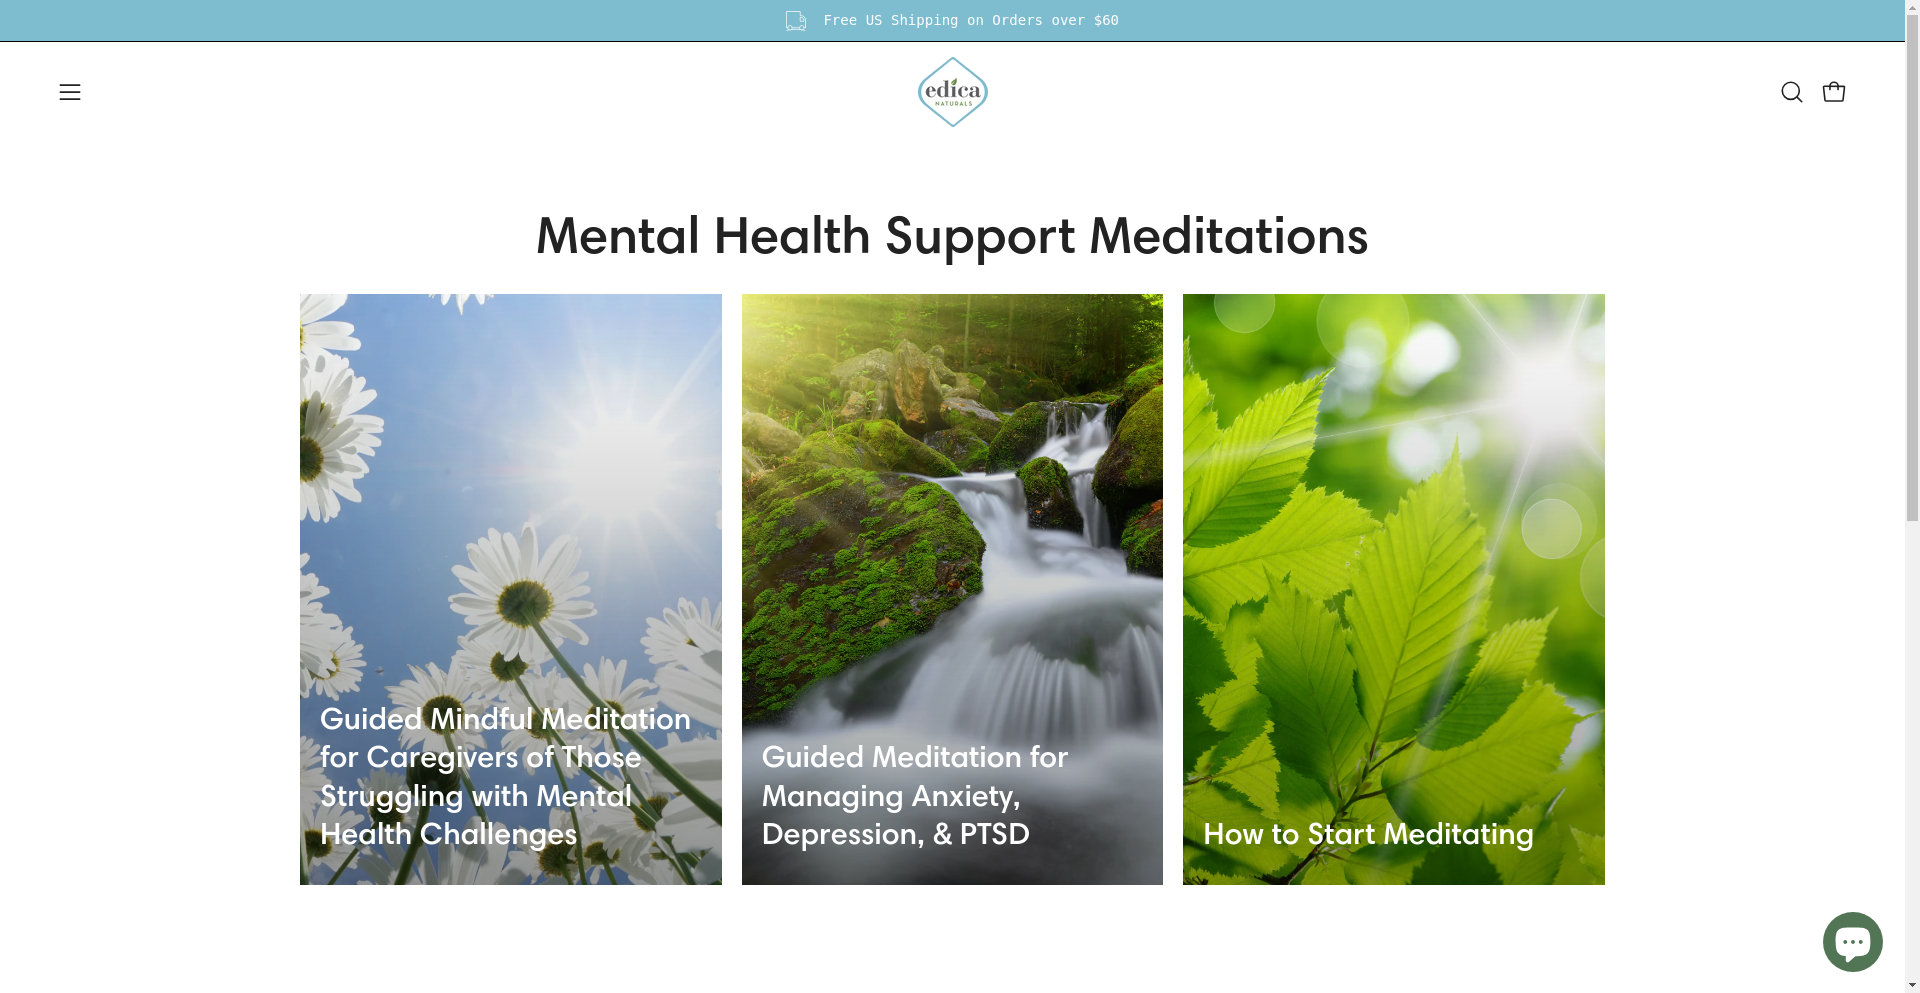 Free US Shipping on Orders over $60
edica
NATURALS
Mental Health Support Meditations
Guided Mindful Meditation
for Caregivers of Those
Struggling with Mental
Health Challenges
Guided Meditation for
Managing Anxiety,
Depression, & PTSD
How to Start Meditating